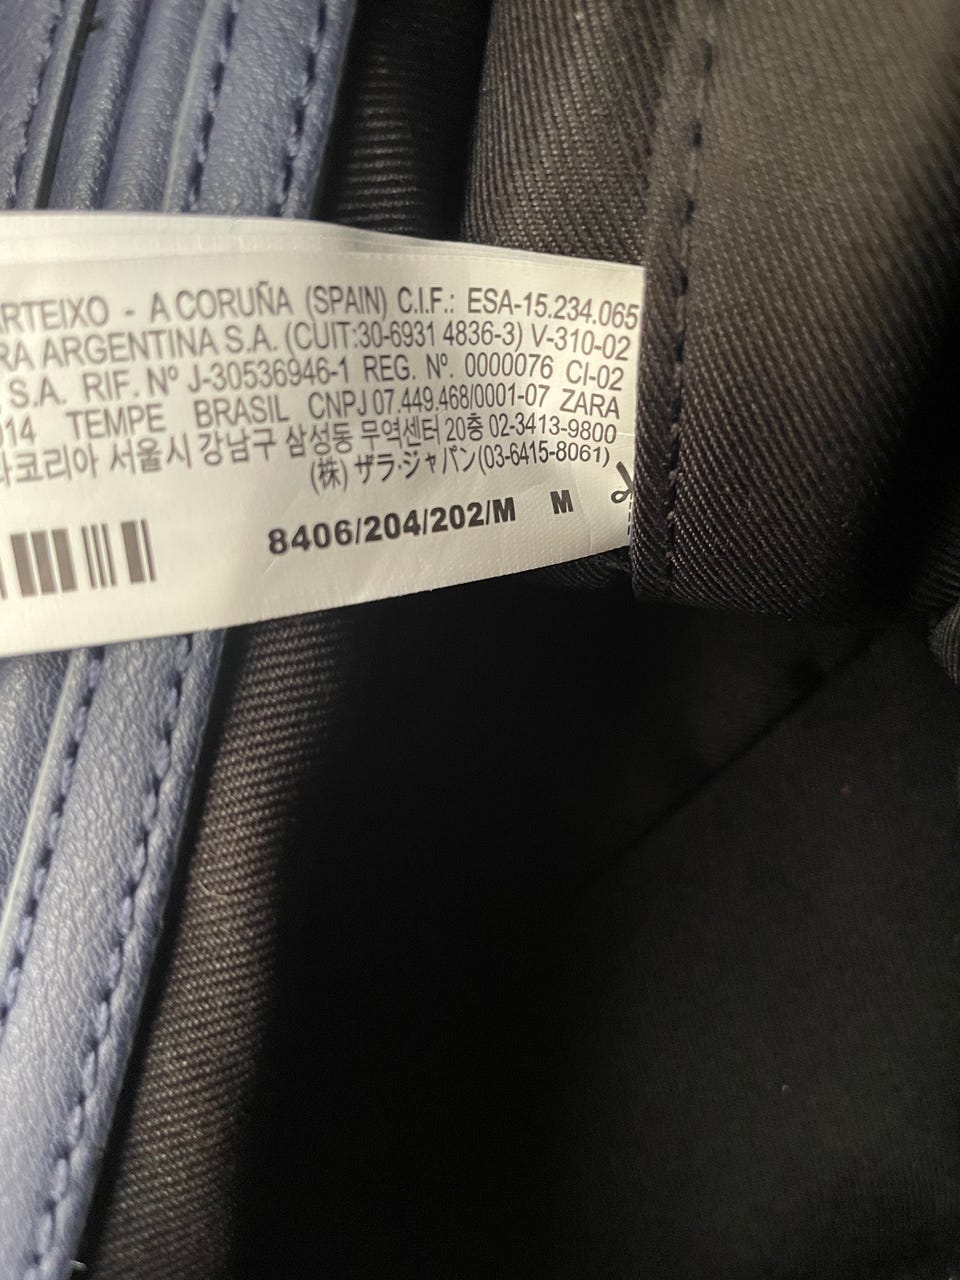 ARTEIXO - A CORUÑA (SPAIN) C.I.F.: ESA-15.234.065
RA ARGENTINA S.A. (CUIT:30-6931 4836-3) V-310-02
S.A. RIF. Nº J-30536946-1 REG. Nº. 0000076 CI-02
014 TEMPE BRASIL CNPJ 07.449.468/0001-07 ZARA
라코리아 서울시 강남구 삼성동 무역센터 20층 02-3413-9800
(株) ザラ・ジャパン(03-6415-8061)
8406/204/202/M M